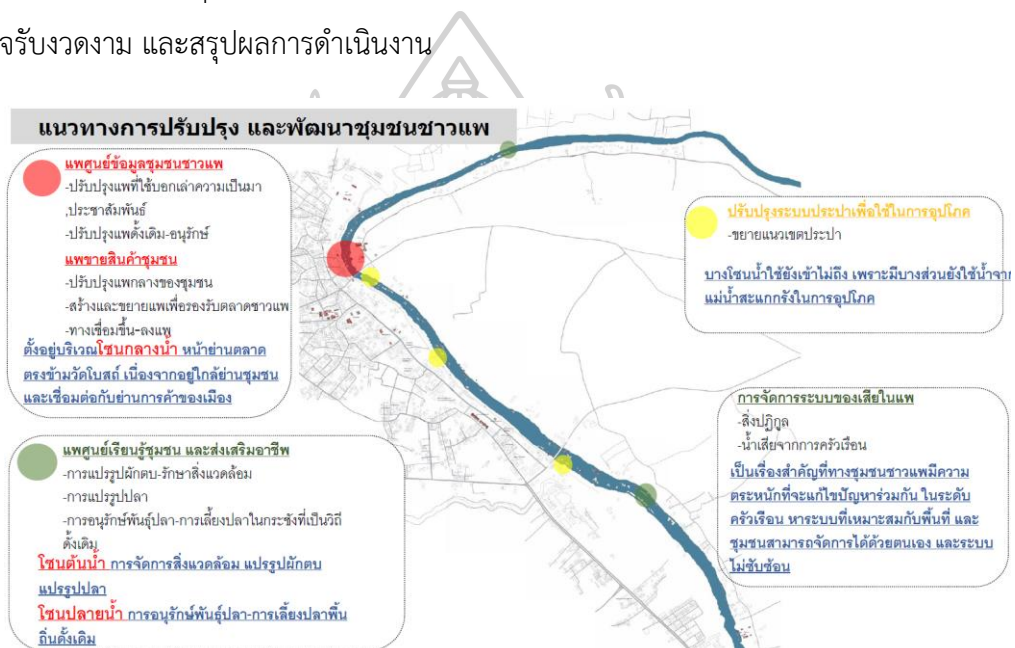 จรับงวดงาม และสรุปผลการดำเนินงาน
แนวทางการปรับปรุง และพัฒนาชุมชนชาวแพ
แพศูนย์ข้อมูลชุมชนชาวแพ
-ปรับปรุงแพที่ใช้บอกเล่าความเป็นมา
,ประชาสัมพันธ์
-ปรับปรุงแพดั้งเดิม-อนุรักษ์
แพขายสินค้าชุมชน
-ปรับปรุงแพกลางของชุมชน
-สร้างและขยายแพเพื่อรองรับตลาดชาวแพ
-ทางเชื่อมขึ้น-ลงแพ
ตั้งอยู่บริเวณโซนกลางน้ำ หน้าย่านตลาด
ตรงข้ามวัดโบสถ์ เนื่องจากอยู่ใกล้ย่านชุมชน
และเชื่อมต่อกับย่านการค้าของเมือง
แพศูนย์เรียนรู้ชุมชน และส่งเสริมอาชีพ
-การแปรรูปผักตบ-รักษาสิ่งแวดล้อม
-การแปรรูปปลา
-การอนุรักษ์พันธุ์ปลา-การเลี้ยงปลาในกระชังที่เป็นวิถี
ดั้งเดิม
โซนต้นน้ำ การจัดการสิ่งแวดล้อม แปรรูปผักตบ
แปรรูปปลา
โซนปลายน้ำ การอนุรักษ์พันธุ์ปลา-การเลี้ยงปลาพื้น
ถิ่นดั้งเดิม
ปรับปรุงระบบประปาเพื่อใช้ในการอุปโภค
-ขยายแนวเขตประปา
บางโซนน้ำใช้ยังเข้าไม่ถึง เพราะมีบางส่วนยังใช้น้ำจาก
แม่น้ำสะแกกรังในการอุปโภค
การจัดการระบบของเสียในแพ
-สิ่งปฏิกูล
-น้ำเสียจากการครัวเรือน
เป็นเรื่องสำคัญที่ทางชุมชนชาวแพมีความ
ตระหนักที่จะแก้ไขปัญหาร่วมกัน ในระดับ
ครัวเรือน หาระบบที่เหมาะสมกับพื้นที่ และ
ชุมชนสามารถจัดการได้ด้วยตนเอง และระบบ
ไม่ซับซ้อน